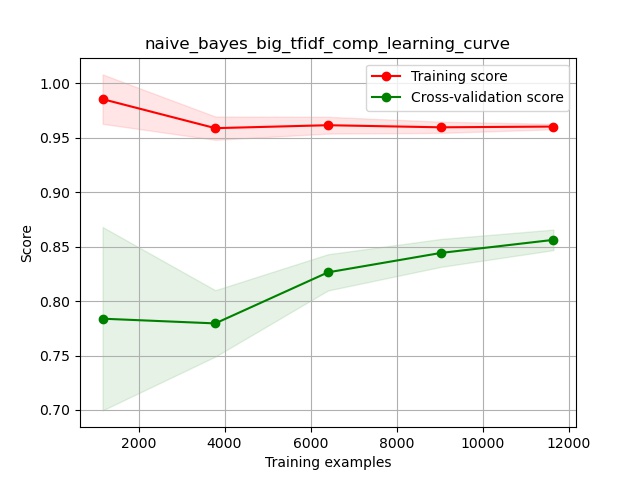 naive_bayes_big_tfidf_comp_learning_curve
Training score
Cross-validation score
1.00
0.95
0.90
0.85
0.80
0.75
0.70
Score
2000 4000 6000 8000 10000 12000
Training examples